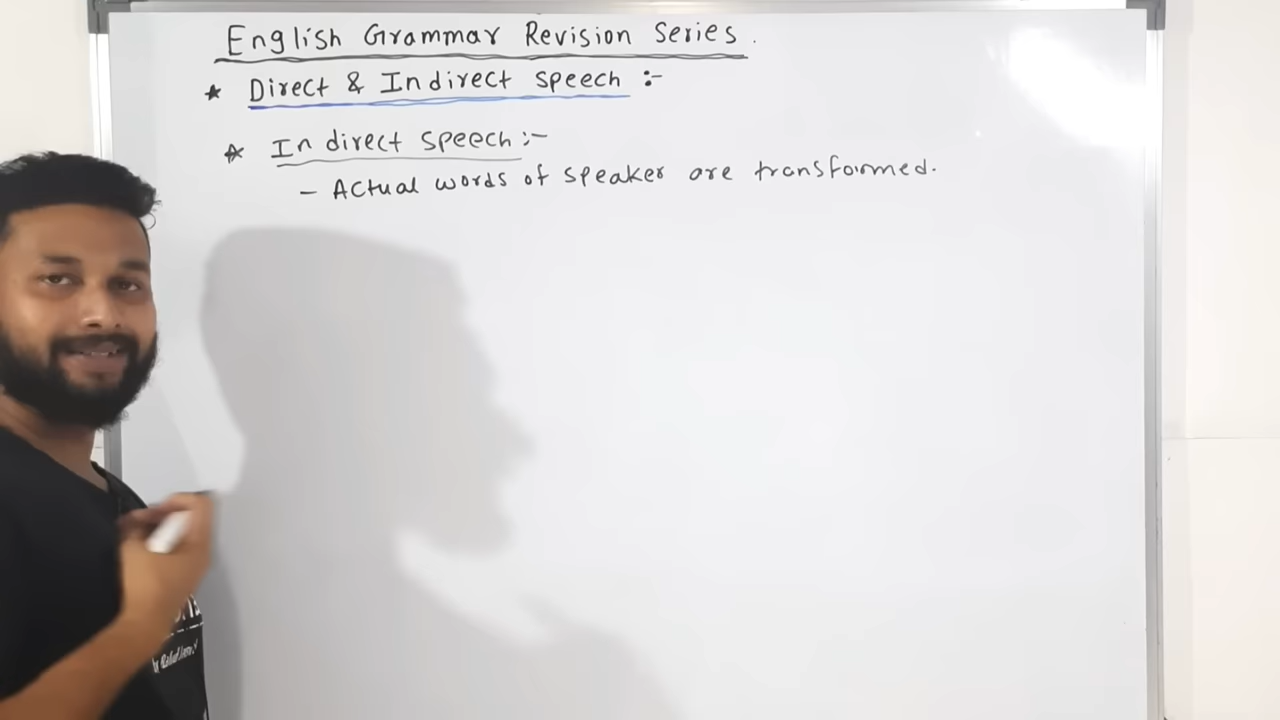 English Grammar Revision Series.
* Direct & Indirect speech :-
* Indirect speech :-
- Actual words of speaker are transformed.